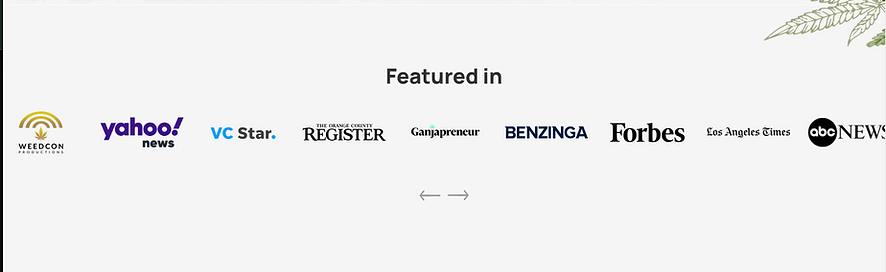 Featured in
WEEDCON
PRODUCTIONS
yahoo!
news
VC Star.
THE ORANGE COUNTY
REGISTER
Ganjapreneur
BENZINGA
Forbes
Los Angeles Times
abc NEWS